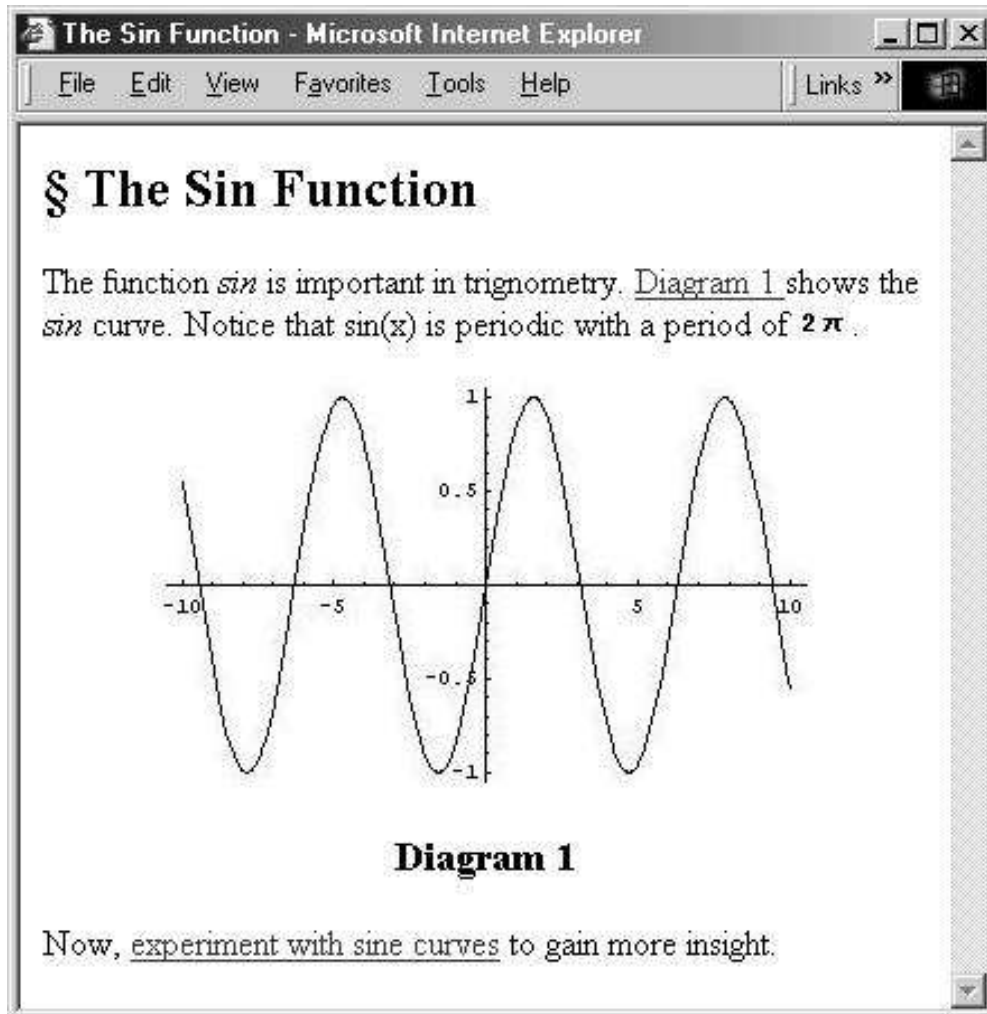 The Sin Function - Microsoft Internet Explorer
File Edit View Favorites Tools Help Links »
§ The Sin Function
The function sin is important in trignometry. Diagram 1 shows the
sin curve. Notice that sin(x) is periodic with a period of 2 π .
1
0.5
-10 -5 5 10
-0.5
-1
Diagram 1
Now, experiment with sine curves to gain more insight.